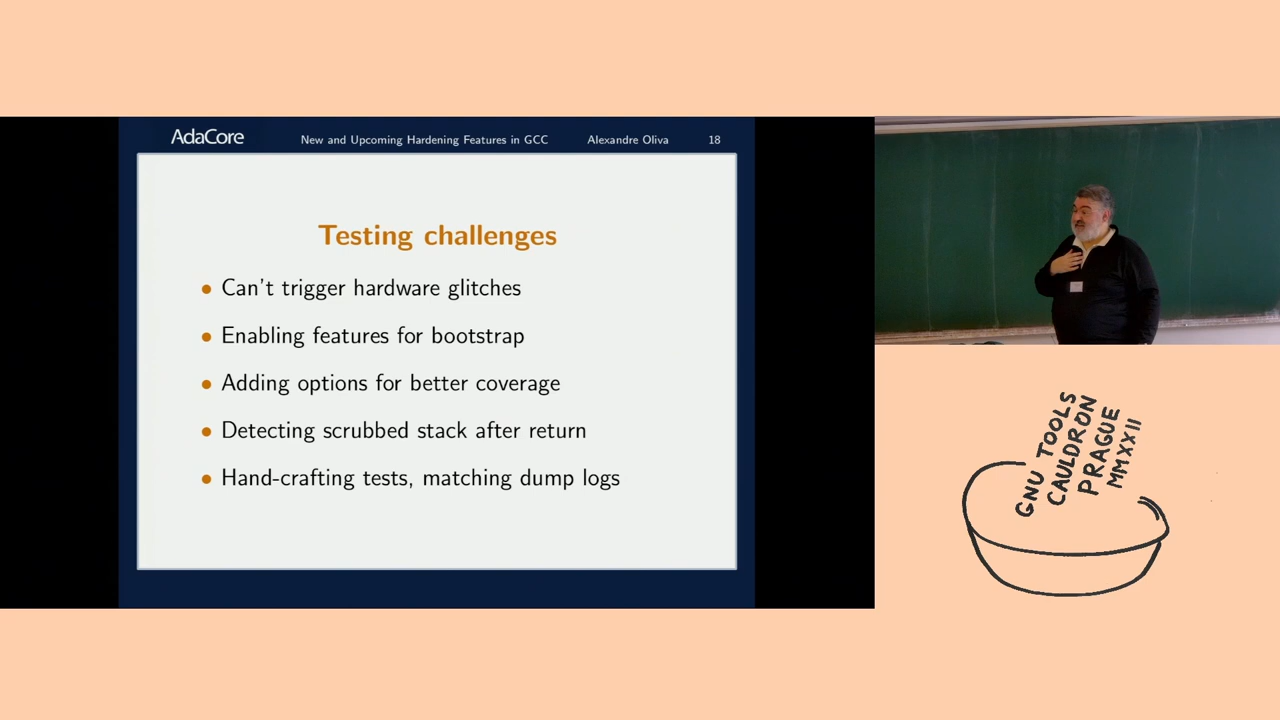 AdaCore New and Upcoming Hardening Features in GCC Alexandre Oliva 18
Testing challenges
• Can't trigger hardware glitches
• Enabling features for bootstrap
• Adding options for better coverage
• Detecting scrubbed stack after return
• Hand-crafting tests, matching dump logs
GNU TOOLS
CAULDRON
PRAGUE
MMXXII